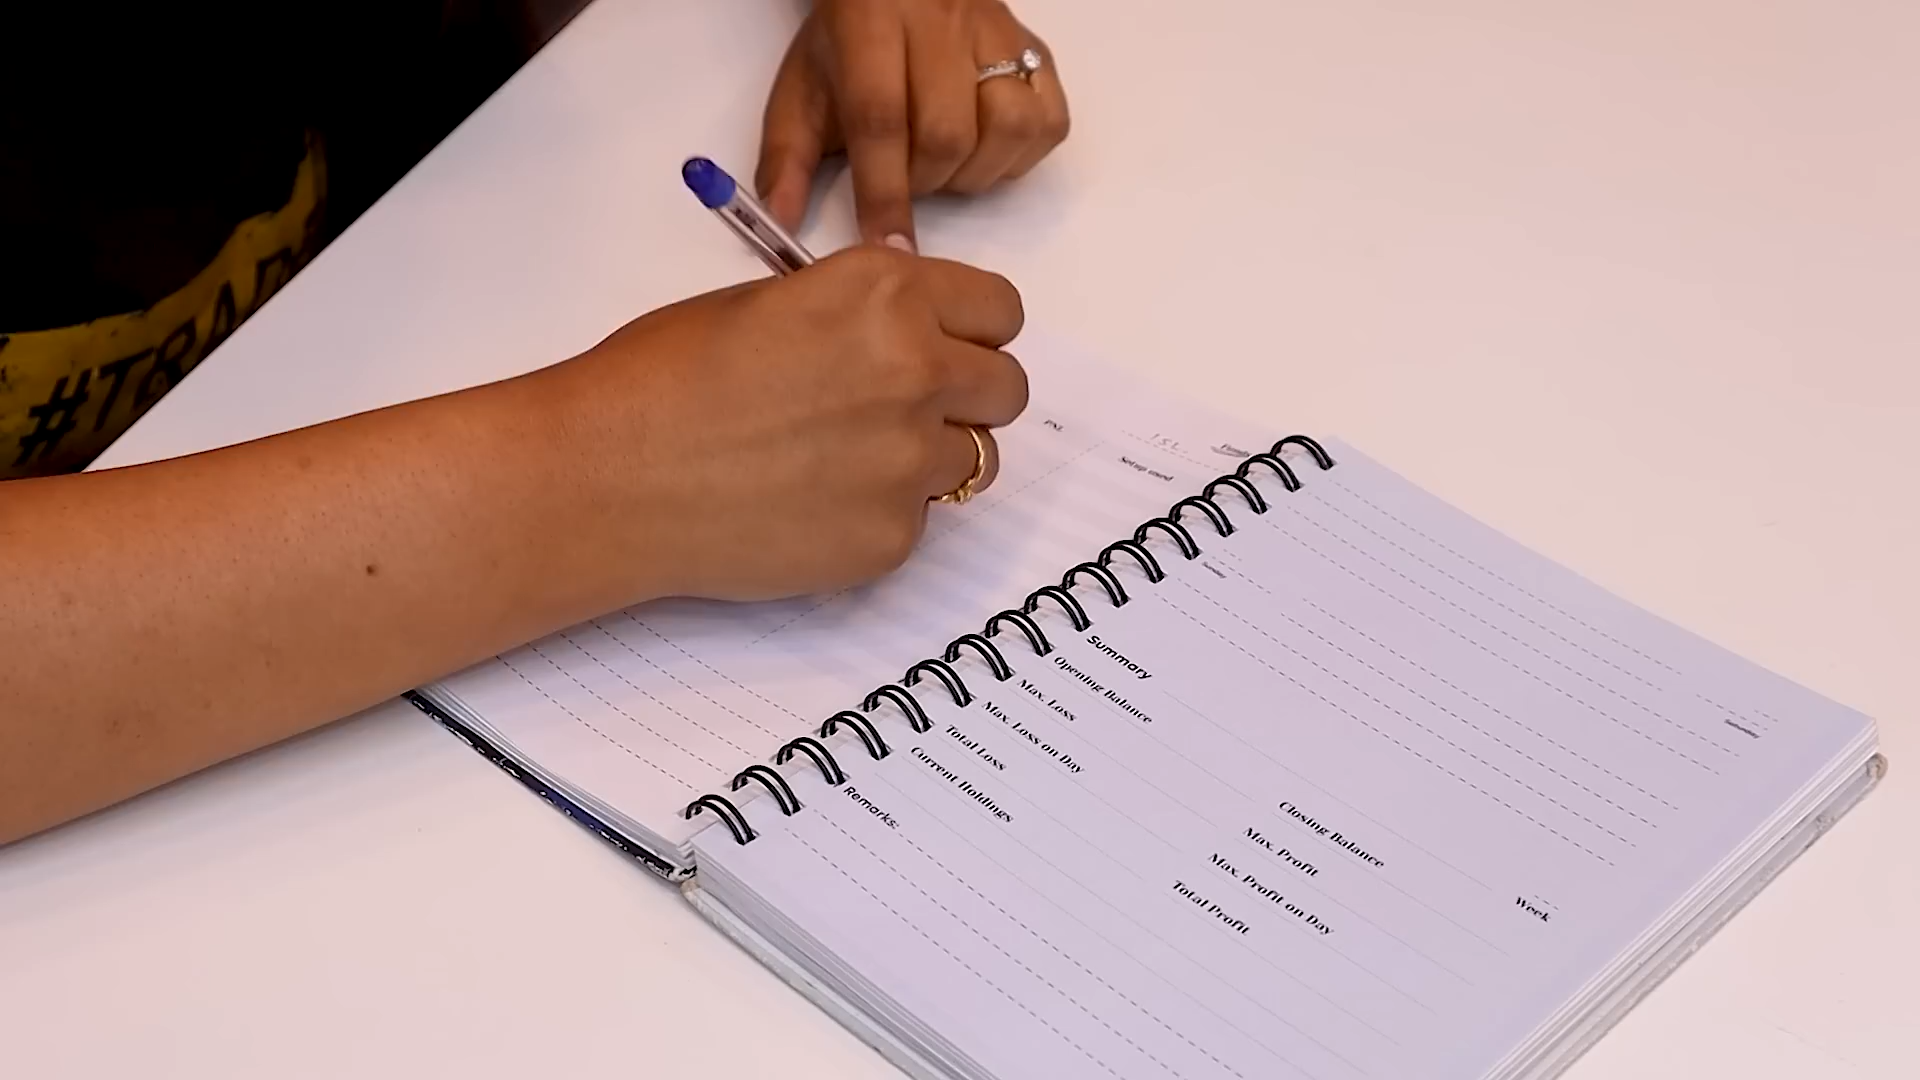 #TRAD
PNL
Setup used
Sunday
Summary
Opening Balance
Max. Loss
Max. Loss on Day
Total Loss
Current Holdings
Closing Balance
Max. Profit
Max. Profit on Day
Total Profit
Week
Remarks: